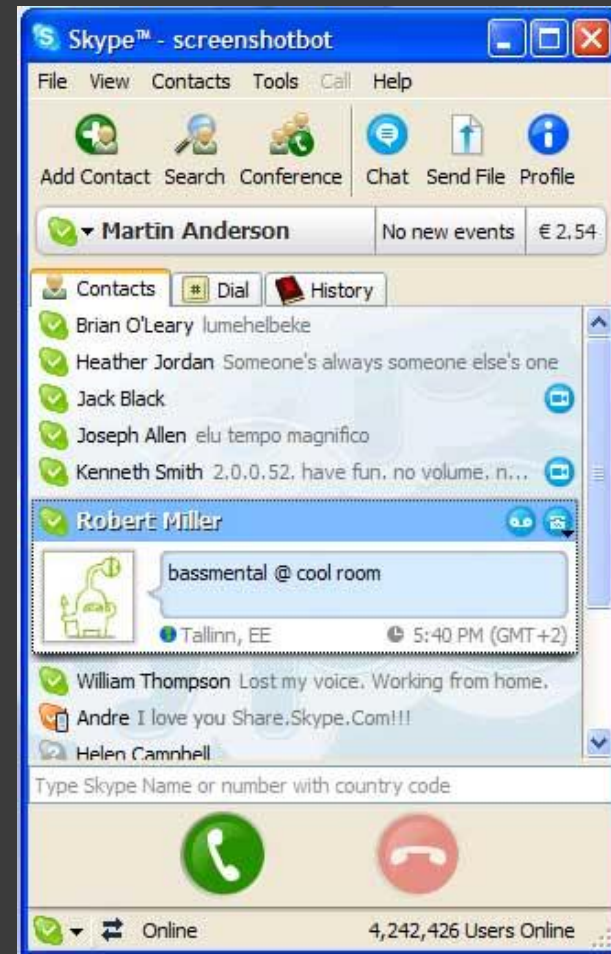 Skype™ - screenshotbot
File View Contacts Tools Call Help
Add Contact Search Conference Chat Send File Profile
Martin Anderson No new events € 2.54
Contacts # Dial History
Brian O'Leary lumehelbeke
Heather Jordan Someone's always someone else's one
Jack Black
Joseph Allen elu tempo magnifico
Kenneth Smith 2.0.0.52. have fun. no volume. n...
Robert Miller
bassmental @ cool room
Tallinn, EE 5:40 PM (GMT+2)
William Thompson Lost my voice. Working from home.
Andre I love you Share.Skype.Com!!!
Helen Campbell
Type Skype Name or number with country code
Online 4,242,426 Users Online